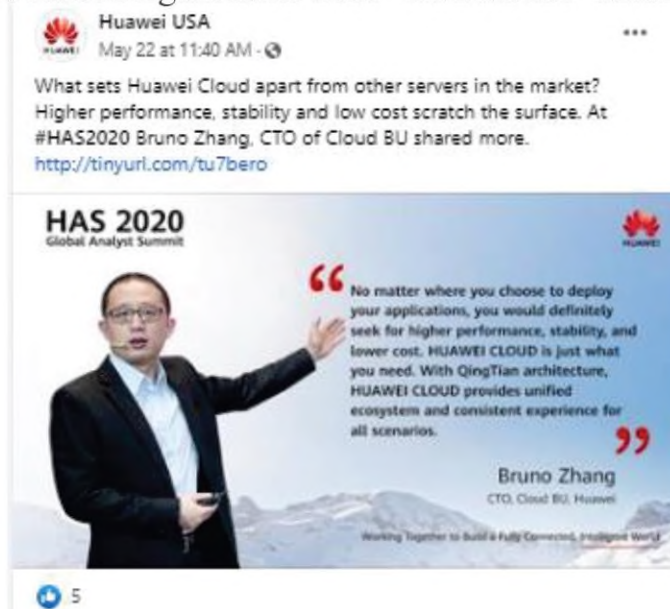 Huawei USA
May 22 at 11:40 AM ·
What sets Huawei Cloud apart from other servers in the market?
Higher performance, stability and low cost scratch the surface. At
#HAS2020 Bruno Zhang, CTO of Cloud BU shared more.
http://tinyurl.com/tu7bero
HAS 2020
Global Analyst Summit
HUAWEI
“ No matter where you choose to deploy
your applications, you would definitely
seek for higher performance, stability, and
lower cost. HUAWEI CLOUD is just what
you need. With QingTian architecture,
HUAWEI CLOUD provides unified
ecosystem and consistent experience for
all scenarios. ”
Bruno Zhang
CTO, Cloud BU, Huawei
Working Together to Build a Fully Connected, Intelligent World
5